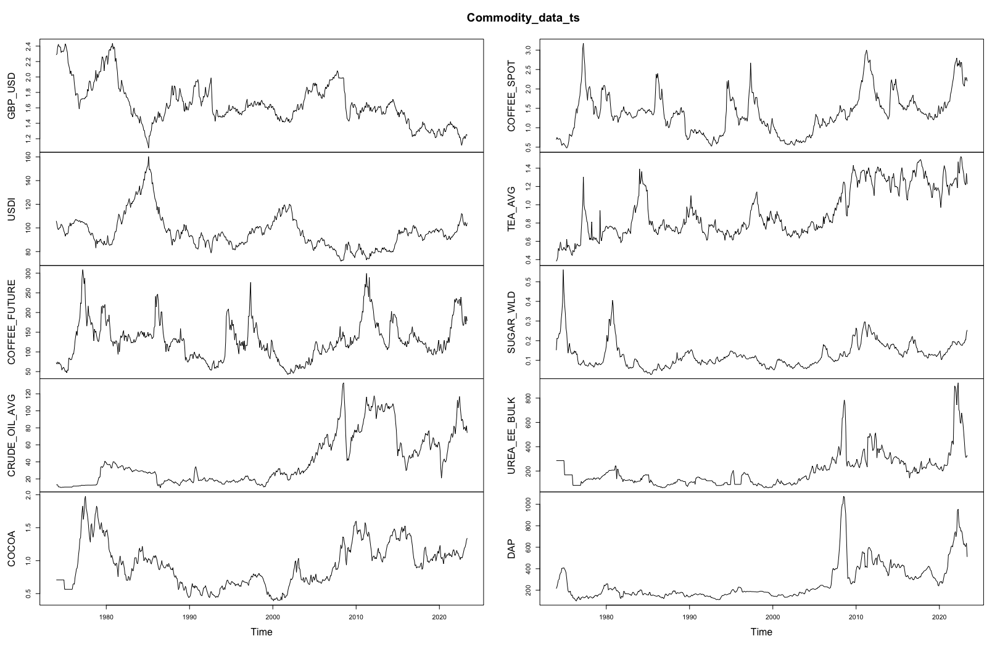 Commodity_data_ts
GBP_USD
1.2 1.4 1.6 1.8 2.0 2.2 2.4
USDI
80 100 120 140 160
COFFEE_FUTURE
50 100 150 200 250 300
CRUDE_OIL_AVG
20 40 60 80 100 120
COCOA
0.5 1.0 1.5 2.0
1980 1990 2000 2010 2020
Time
COFFEE_SPOT
0.5 1.0 1.5 2.0 2.5 3.0
TEA_AVG
0.4 0.6 0.8 1.0 1.2 1.4
SUGAR_WLD
0.1 0.2 0.3 0.4 0.5
UREA_EE_BULK
200 400 600 800
DAP
200 400 600 800 1000
1980 1990 2000 2010 2020
Time